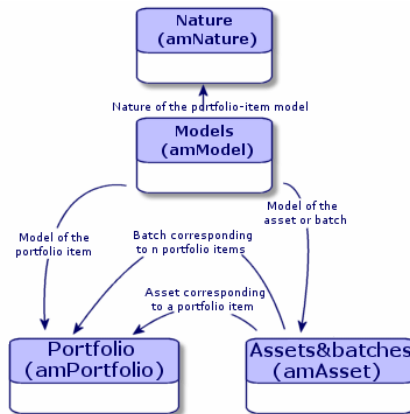 Nature
(amNature)
Nature of the portfolio-item model
Models
(amModel)
Model of the
asset or batch
Model of the
portfolio item
Batch corresponding
to n portfolio items
Asset corresponding
to a portfolio item
Portfolio
(amPortfolio)
Assets&batches
(amAsset)